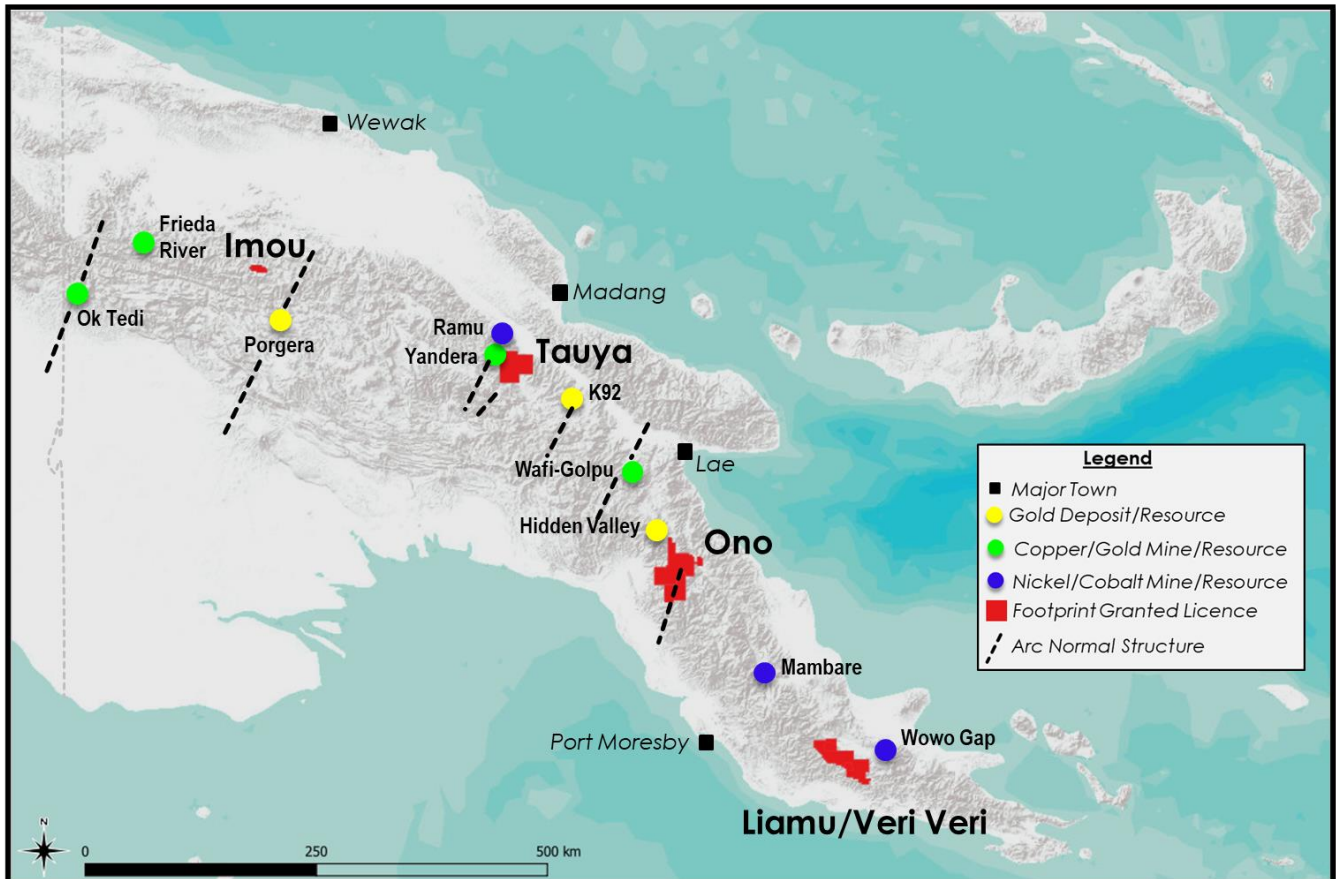 Wewak
Frieda
River
Imou
Ok Tedi
Porgera
Madang
Ramu
Yandera
Tauya
K92
Wafi-Golpu
Lae
Hidden Valley
Ono
Mambare
Port Moresby
Wowo Gap
Liamu/Veri Veri
Legend
Major Town
Gold Deposit/Resource
Copper/Gold Mine/Resource
Nickel/Cobalt Mine/Resource
Footprint Granted Licence
Arc Normal Structure
N
0 250 500 km